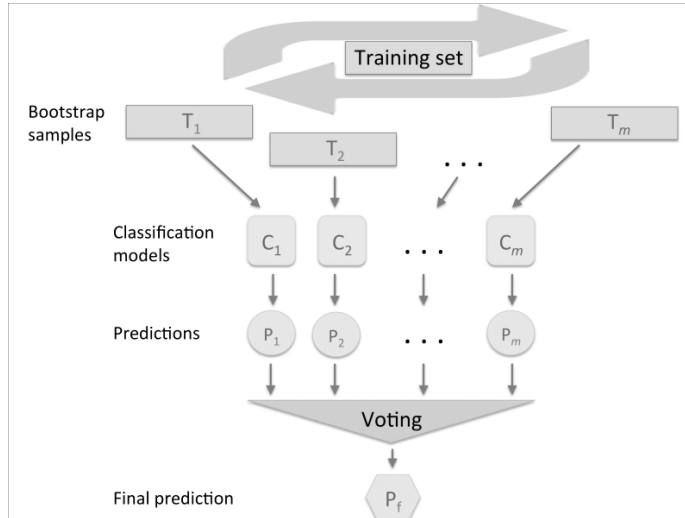 Training set
Bootstrap
samples
T1
T2
. . .
Tm
Classification
models
C1
C2
. . .
Cm
Predictions
P1
P2
. . .
Pm
Voting
Final prediction
Pf